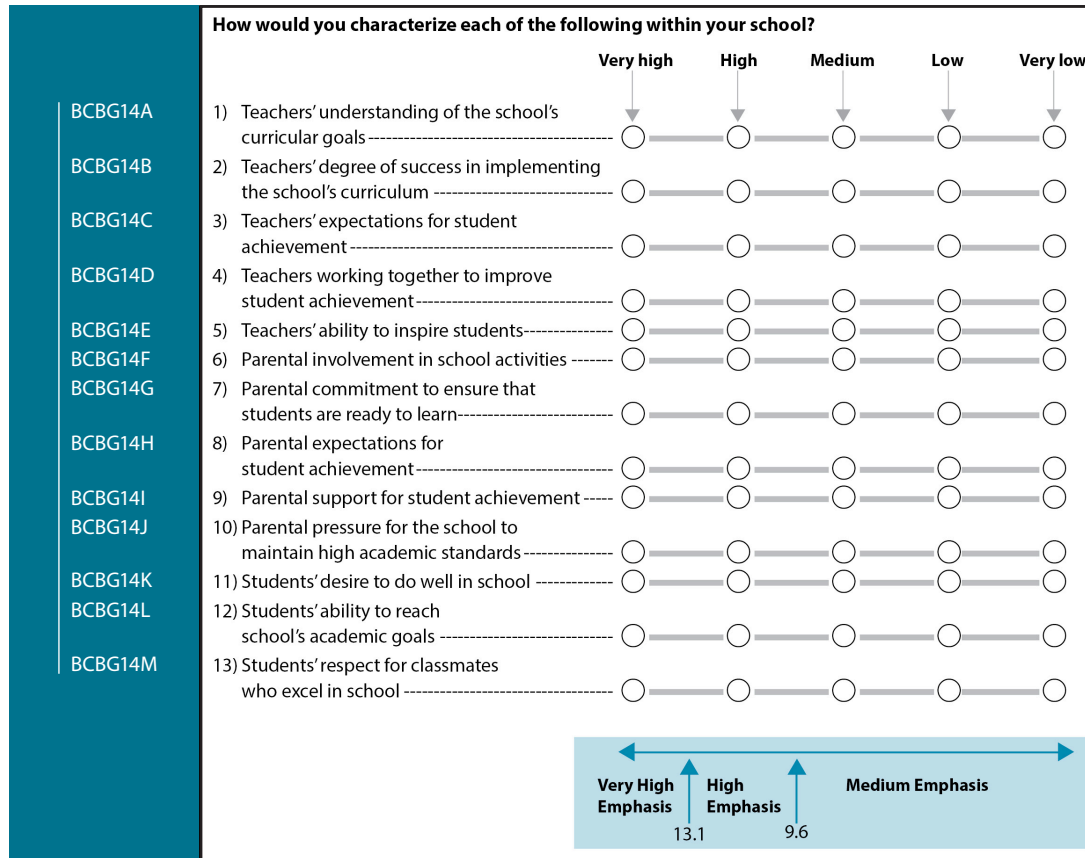 How would you characterize each of the following within your school?
Very high High Medium Low Very low
BCBG14A 1) Teachers’ understanding of the school’s
curricular goals
BCBG14B 2) Teachers’ degree of success in implementing
the school’s curriculum
BCBG14C 3) Teachers’ expectations for student
achievement
BCBG14D 4) Teachers working together to improve
student achievement
BCBG14E 5) Teachers’ ability to inspire students
BCBG14F 6) Parental involvement in school activities
BCBG14G 7) Parental commitment to ensure that
students are ready to learn
BCBG14H 8) Parental expectations for
student achievement
BCBG14I 9) Parental support for student achievement
BCBG14J 10) Parental pressure for the school to
maintain high academic standards
BCBG14K 11) Students’ desire to do well in school
BCBG14L 12) Students’ ability to reach
school’s academic goals
BCBG14M 13) Students’ respect for classmates
who excel in school
Very High High Medium Emphasis
Emphasis Emphasis
13.1 9.6